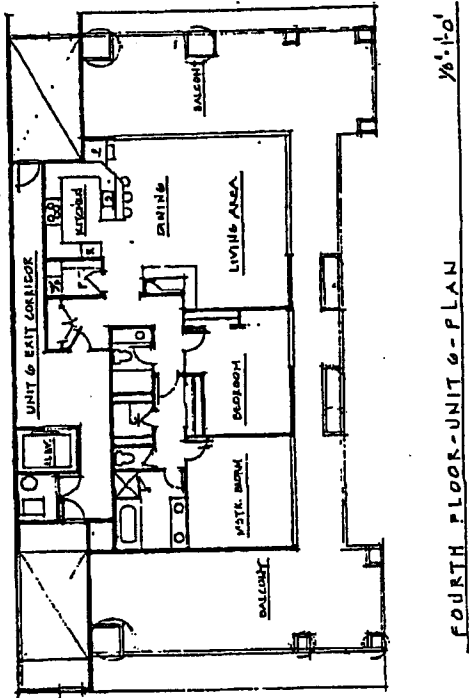 FOURTH FLOOR-UNIT 6-PLAN
1/8"=1'-0"
UNIT 6 EXIT CORRIDOR
KITCHEN
DINING
LIVING AREA
BALCONY
BEDROOM
MSTR. BDRM
BALCONY
ELEV.